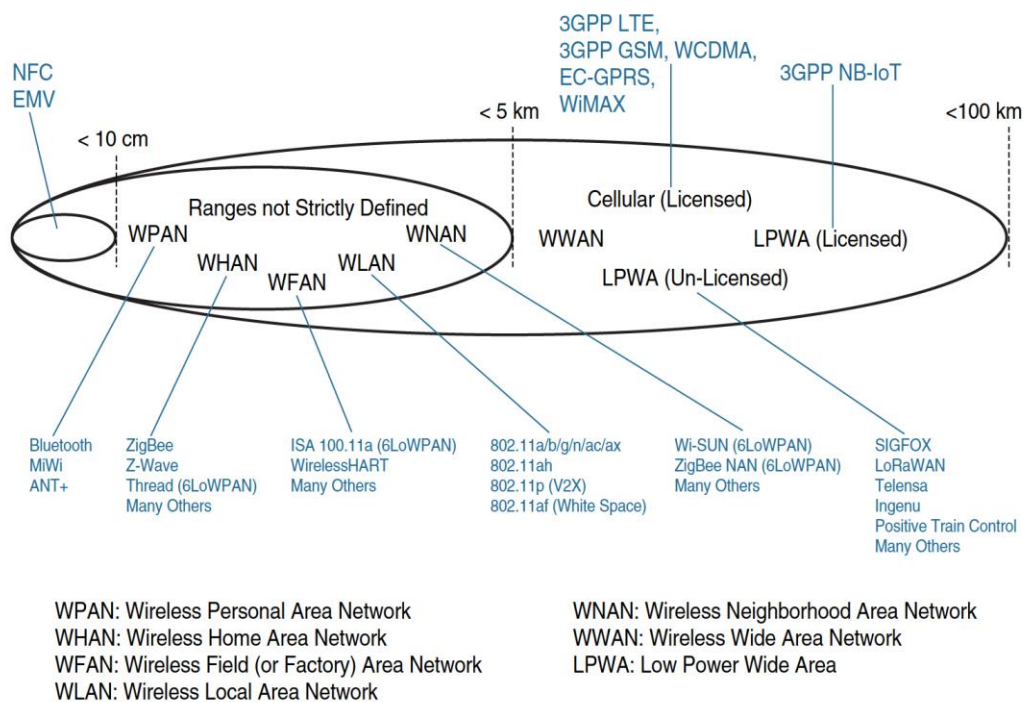 3GPP LTE,
3GPP GSM, WCDMA,
EC-GPRS,
WiMAX
3GPP NB-IoT
NFC
EMV
< 10 cm
< 5 km
<100 km
Ranges not Strictly Defined
Cellular (Licensed)
WPAN
WNAN
WWAN
LPWA (Licensed)
WHAN
WLAN
WFAN
LPWA (Un-Licensed)
Bluetooth
MiWi
ANT+
ZigBee
Z-Wave
Thread (6LoWPAN)
Many Others
ISA 100.11a (6LoWPAN)
WirelessHART
Many Others
802.11a/b/g/n/ac/ax
802.11ah
802.11p (V2X)
802.11af (White Space)
Wi-SUN (6LoWPAN)
ZigBee NAN (6LoWPAN)
Many Others
SIGFOX
LoRaWAN
Telensa
Ingenu
Positive Train Control
Many Others
WPAN: Wireless Personal Area Network
WHAN: Wireless Home Area Network
WFAN: Wireless Field (or Factory) Area Network
WLAN: Wireless Local Area Network
WNAN: Wireless Neighborhood Area Network
WWAN: Wireless Wide Area Network
LPWA: Low Power Wide Area